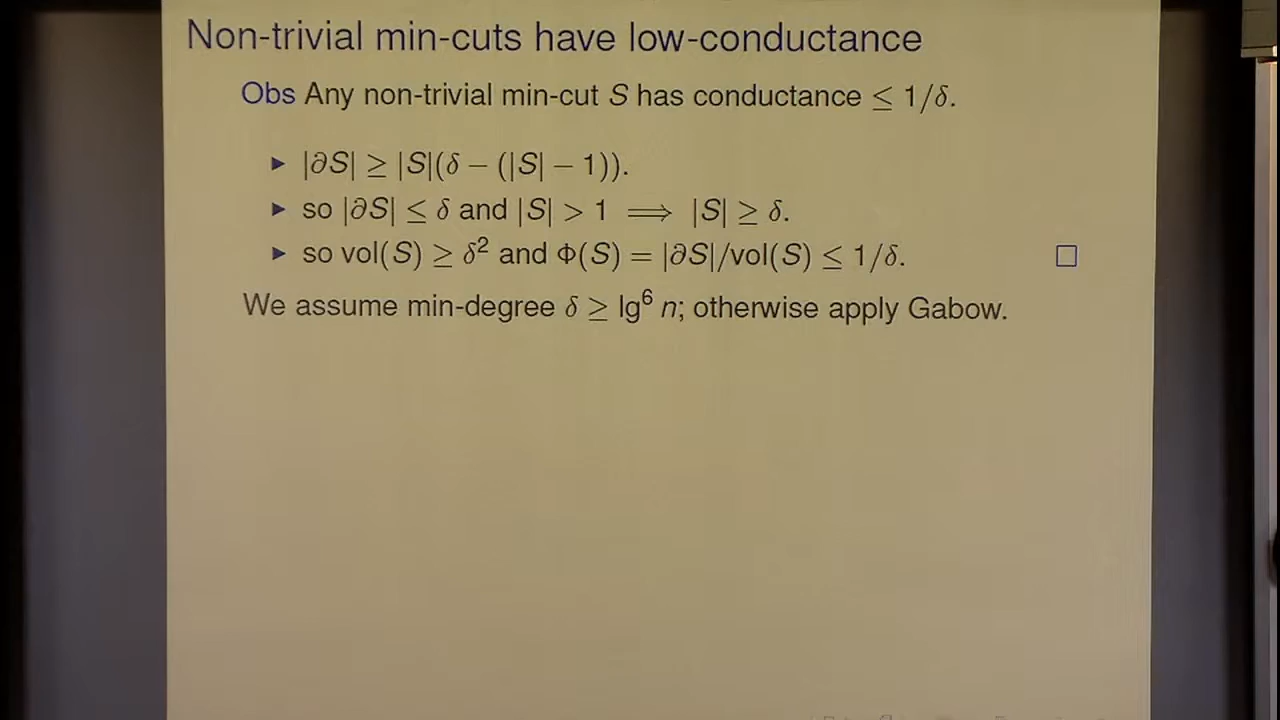 Non-trivial min-cuts have low-conductance
Obs Any non-trivial min-cut S has conductance ≤ 1/δ.
▸ |∂S| ≥ |S|(δ − (|S| − 1)).
▸ so |∂S| ≤ δ and |S| > 1 ⟹ |S| ≥ δ.
▸ so vol(S) ≥ δ² and Φ(S) = |∂S|/vol(S) ≤ 1/δ. □
We assume min-degree δ ≥ lg⁶ n; otherwise apply Gabow.